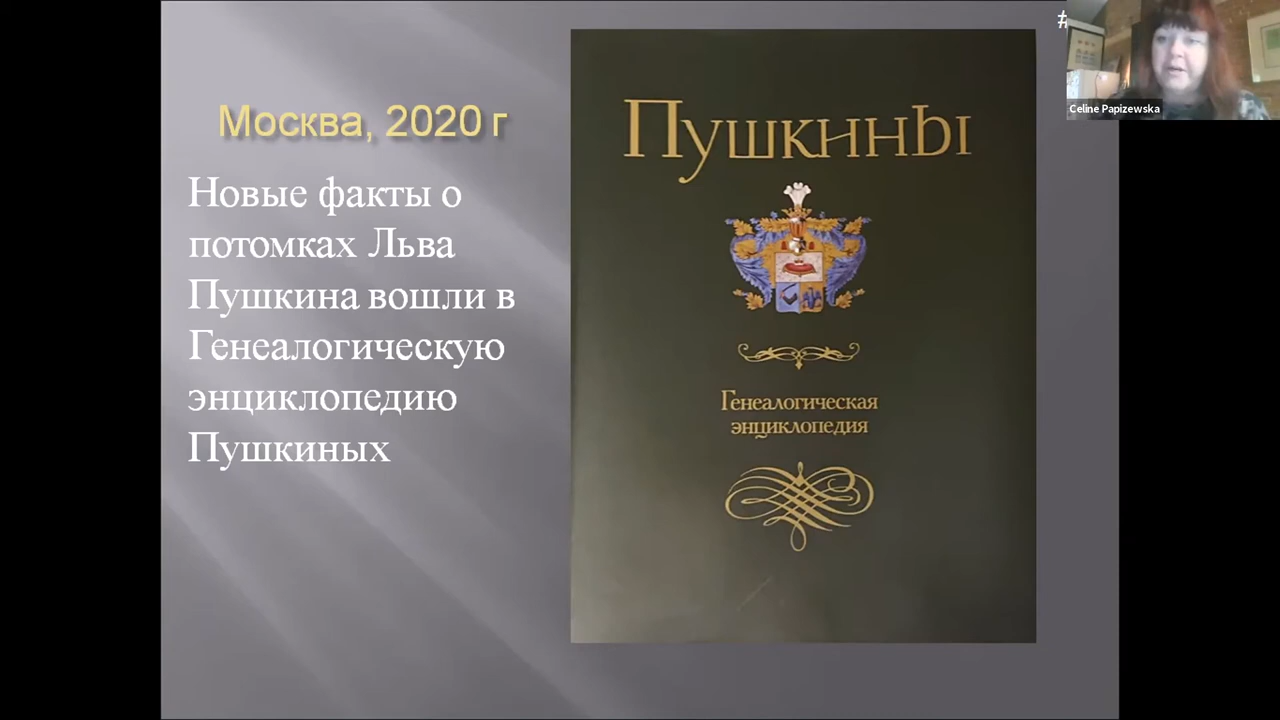 Москва, 2020 г
Новые факты о
потомках Льва
Пушкина вошли в
Генеалогическую
энциклопедию
Пушкиных
Пушкины
Генеалогическая
энциклопедия
#
Celine Papizewska